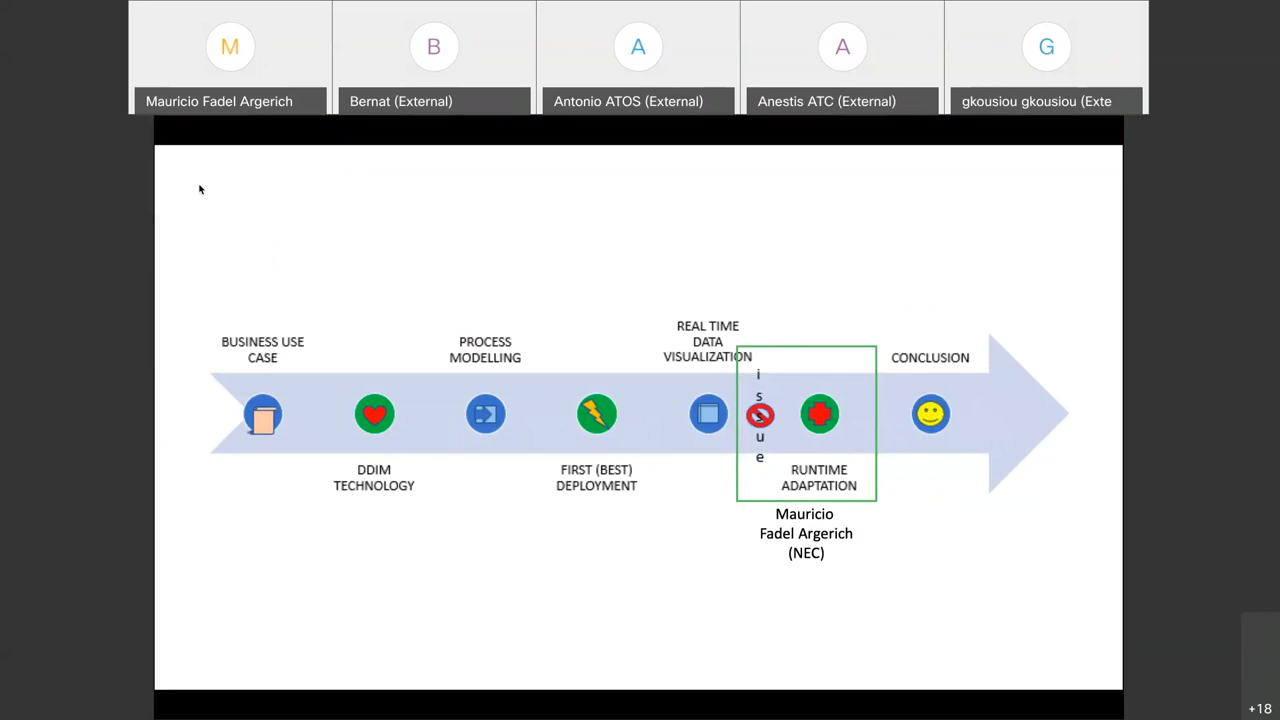 M
B
A
A
G
Mauricio Fadel Argerich
Bernat (External)
Antonio ATOS (External)
Anestis ATC (External)
gkousiou gkousiou (Exte
BUSINESS USE
CASE
PROCESS
MODELLING
REAL TIME
DATA
VISUALIZATION
CONCLUSION
i
s
s
u
e
DDIM
TECHNOLOGY
FIRST (BEST)
DEPLOYMENT
RUNTIME
ADAPTATION
Mauricio
Fadel Argerich
(NEC)
+18